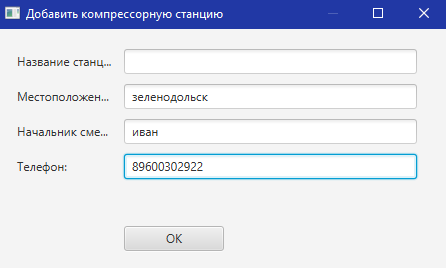 Добавить компрессорную станцию
Название станц...
Местоположен... зеленодольск
Начальник сме... иван
Телефон: 89600302922
OK